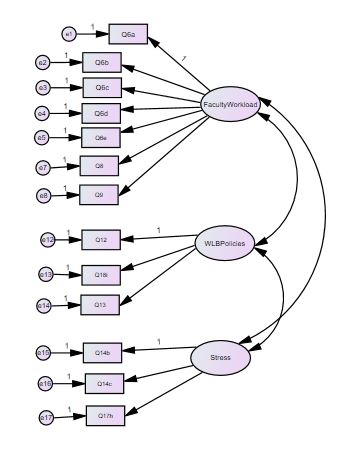 e1 1 Q6a
1
e2 1 Q6b
e3 1 Q6c
e4 1 Q6d
e5 1 Q6e
FacultyWorkload
e7 1 Q8
e8 1 Q9
e12 1 Q12 1
WLBPolicies
e13 1 Q16i
e14 1 Q13
e15 1 Q14b 1
Stress
e16 1 Q14c
e17 1 Q17h